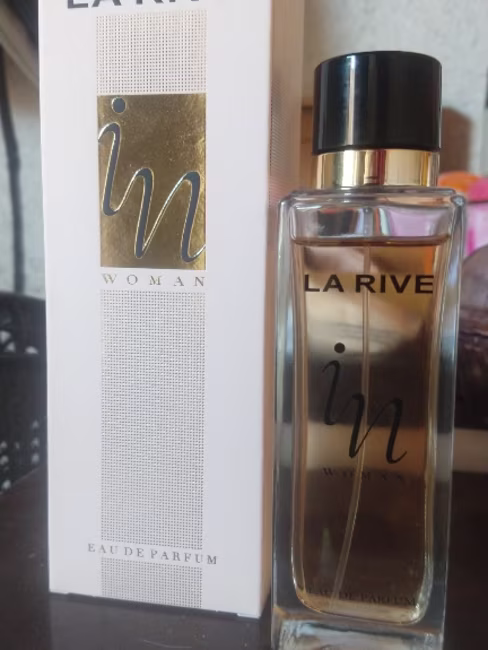 LA RIVE
in
WOMAN
EAU DE PARFUM
LA RIVE
in
WOMAN
EAU DE PARFUM